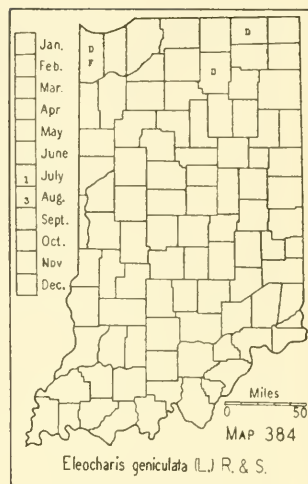 Jan.
Feb.
Mar.
Apr
May
June
1 July
3 Aug.
Sept.
Oct.
Nov
Dec.
D
F
D
D
Miles
0 50
MAP 384
Eleocharis geniculata (L.) R. & S.